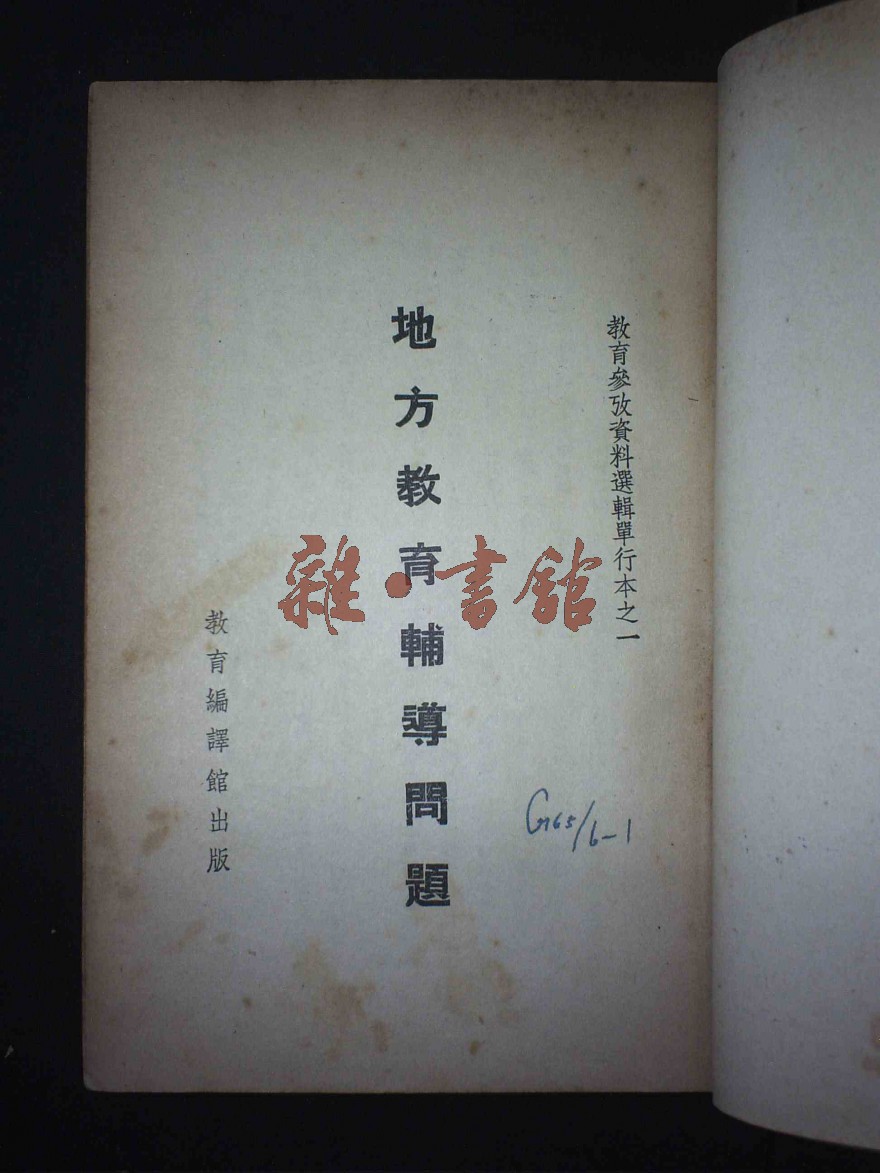 教育參攷資料選輯單行本之一
地方教育輔導問題
教育編譯館出版
雜·書館
G765/6-1